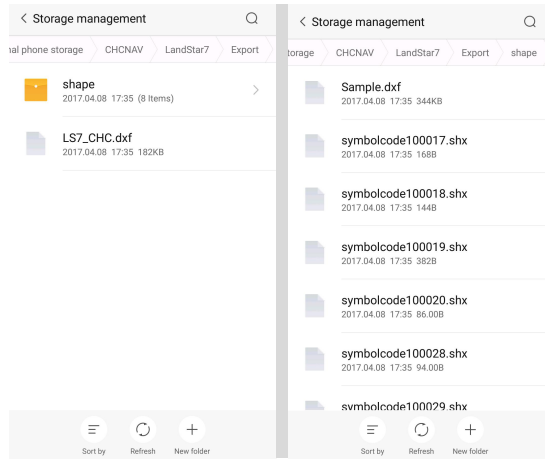 Storage management
nal phone storage CHCNAV LandStar7 Export
shape
2017.04.08 17:35 (8 Items)
LS7_CHC.dxf
2017.04.08 17:35 182KB
Sort by Refresh New folder
Storage management
torage CHCNAV LandStar7 Export shape
Sample.dxf
2017.04.08 17:35 344KB
symbolcode100017.shx
2017.04.08 17:35 168B
symbolcode100018.shx
2017.04.08 17:35 144B
symbolcode100019.shx
2017.04.08 17:35 382B
symbolcode100020.shx
2017.04.08 17:35 86.00B
symbolcode100028.shx
2017.04.08 17:35 94.00B
symbolcode100029.shx
Sort by Refresh New folder